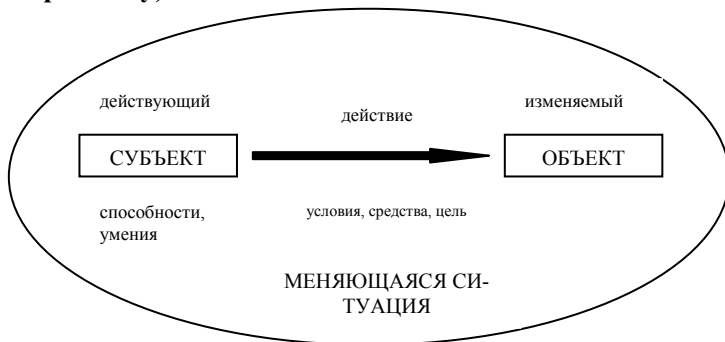 действующий
действие
изменяемый
СУБЪЕКТ
ОБЪЕКТ
способности,
умения
условия, средства, цель
МЕНЯЮЩАЯСЯ СИ-
ТУАЦИЯ